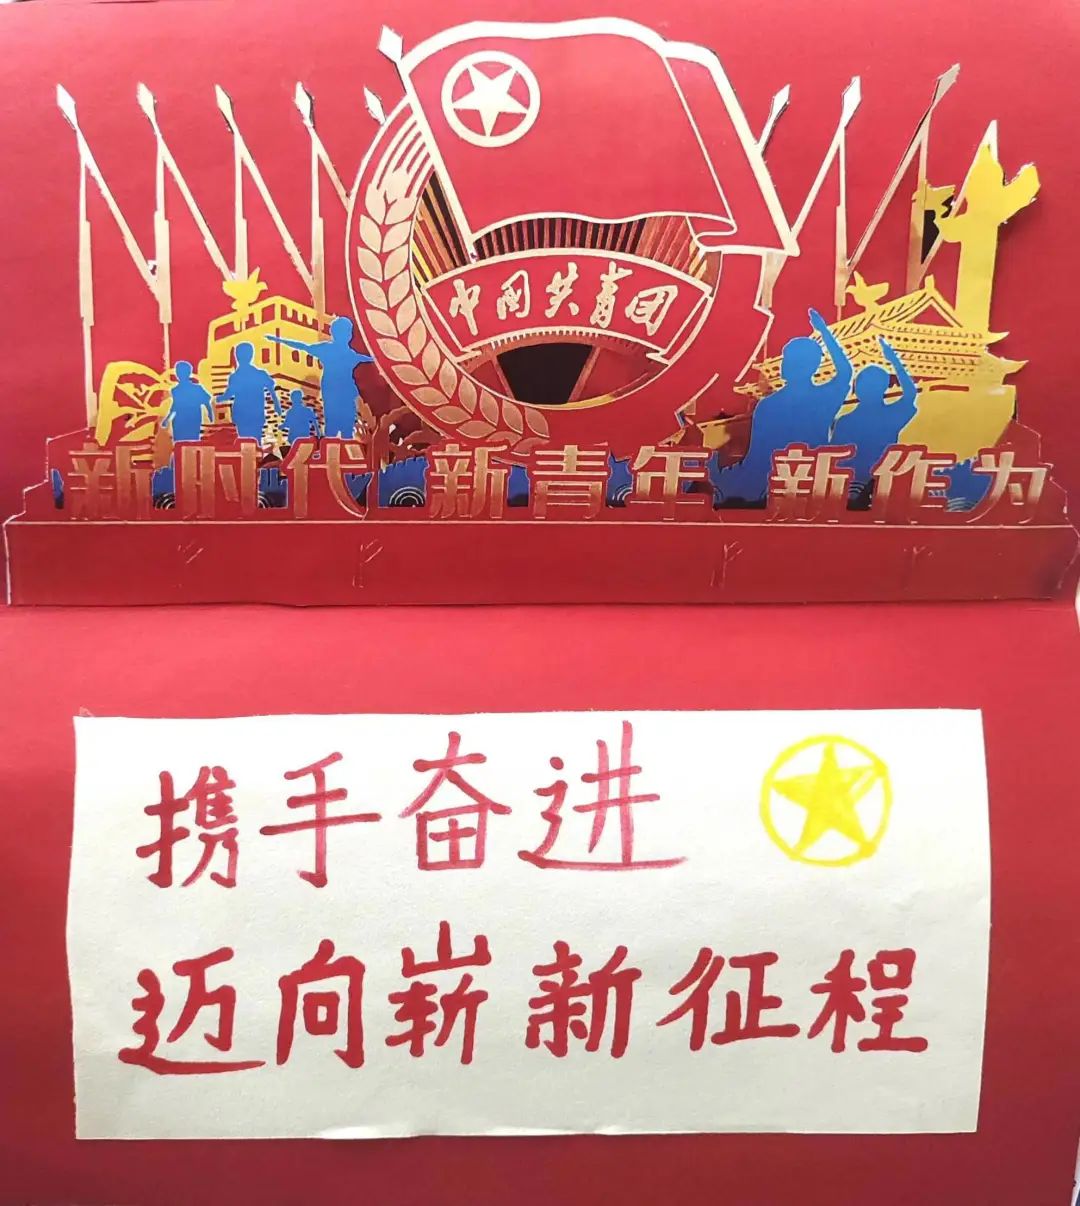 中国共青团
新时代 新青年 新作为
携手奋进
迈向崭新征程